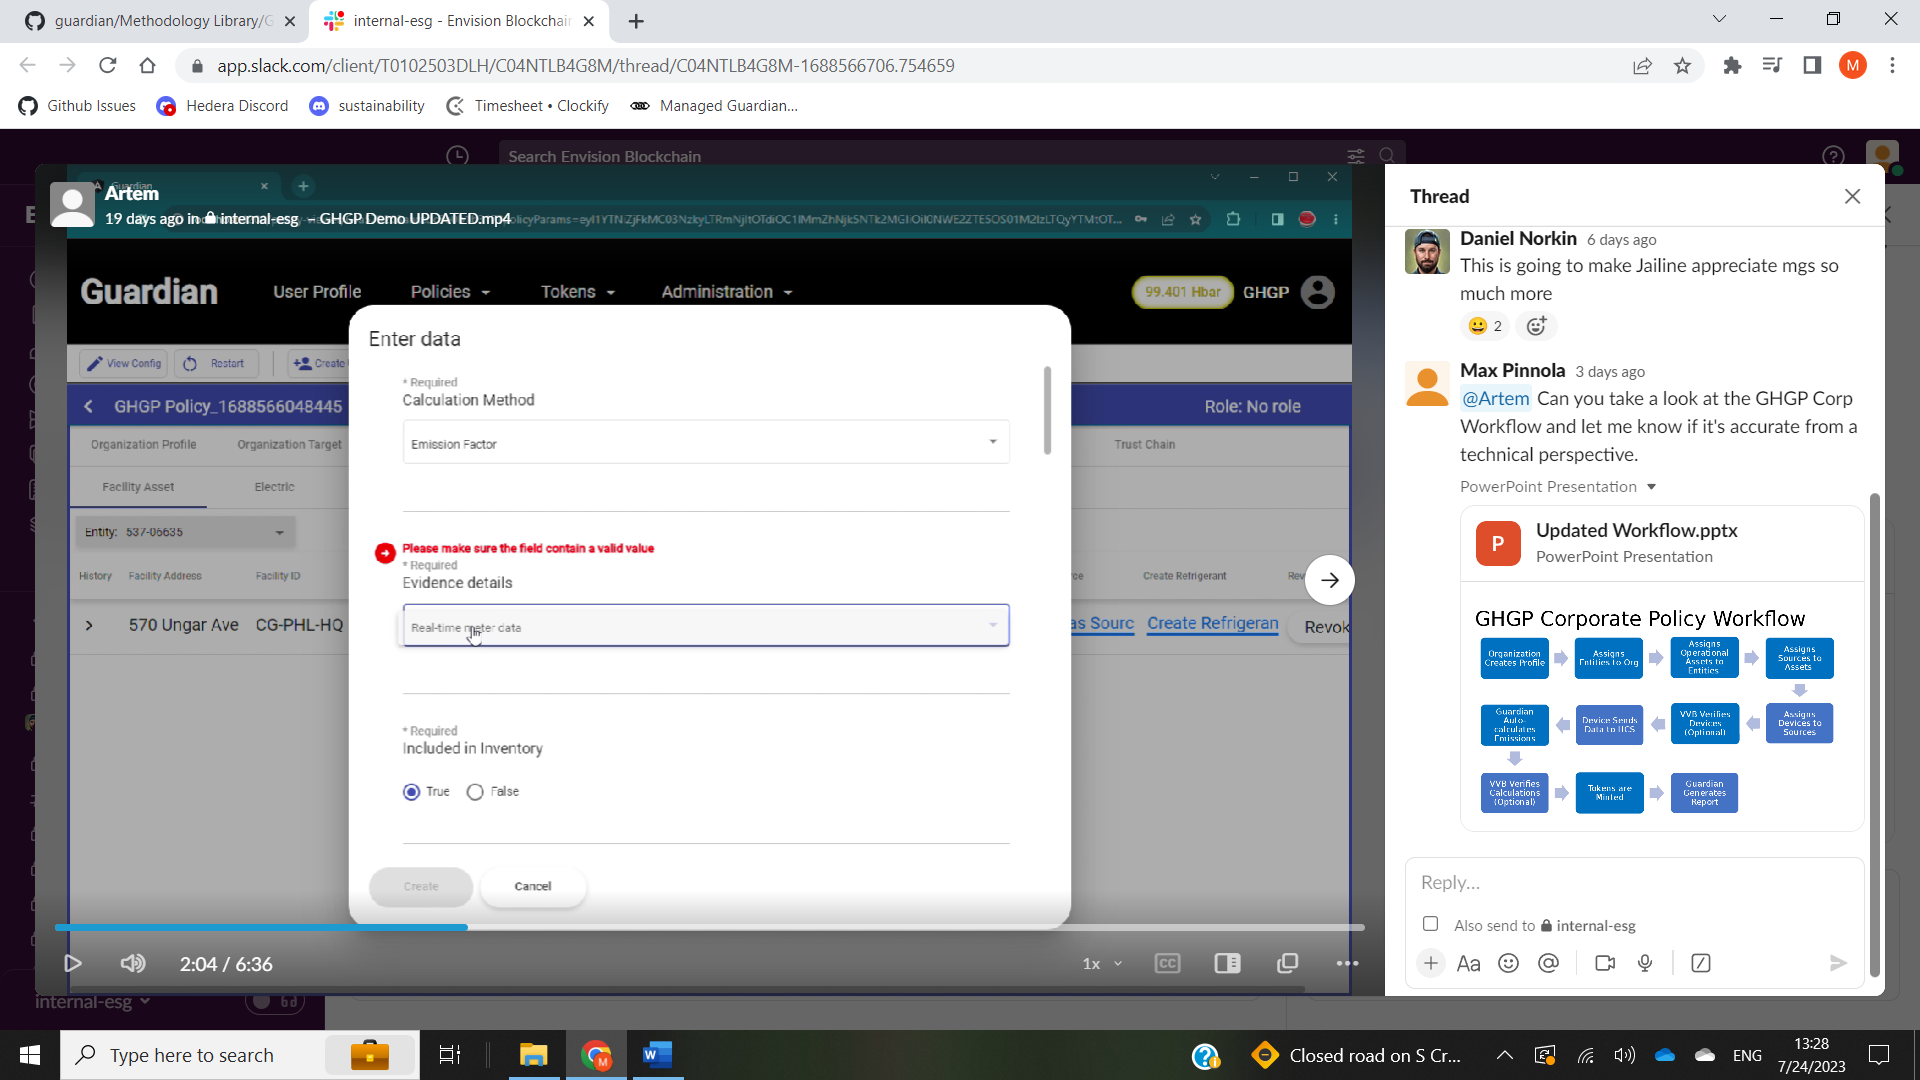 guardian/Methodology Library/G
internal-esg - Envision Blockchain
app.slack.com/client/T0102503DLH/C04NTLB4G8M/thread/C04NTLB4G8M-1688566706.754659
M
Github Issues
Hedera Discord
sustainability
Timesheet • Clockify
Managed Guardian...
Search Envision Blockchain
Guardian
Artem
19 days ago in internal-esg – GHGP Demo UPDATED.mp4
Guardian
User Profile
Policies
Tokens
Administration
99.401 Hbar
GHGP
View Config
Restart
Create
GHGP Policy_1688566048445
Role: No role
Organization Profile
Organization Target
Trust Chain
Facility Asset
Electric
Entity: 537-06635
History
Facility Address
Facility ID
Create Refrigerant
570 Ungar Ave
CG-PHL-HQ
as Sourc
Create Refrigeran
Revok
Enter data
* Required
Calculation Method
Emission Factor
Please make sure the field contain a valid value
* Required
Evidence details
Real-time meter data
* Required
Included in Inventory
True
False
Create
Cancel
2:04 / 6:36
1x
CC
internal-esg
Thread
Daniel Norkin 6 days ago
This is going to make Jailine appreciate mgs so
much more
2
Max Pinnola 3 days ago
@Artem Can you take a look at the GHGP Corp
Workflow and let me know if it's accurate from a
technical perspective.
PowerPoint Presentation
P
Updated Workflow.pptx
PowerPoint Presentation
GHGP Corporate Policy Workflow
Organization Creates Profile
Assigns Entities to Org
Assigns Operational Assets to Entities
Assigns Sources to Assets
Guardian Auto-calculates Emissions
Device Sends Data to HCS
VVB Verifies Devices (Optional)
Assigns Devices to Sources
VVB Verifies Calculations (Optional)
Tokens are Minted
Guardian Generates Report
Reply...
Also send to internal-esg
Aa
Type here to search
Closed road on S Cr...
ENG
13:28
7/24/2023